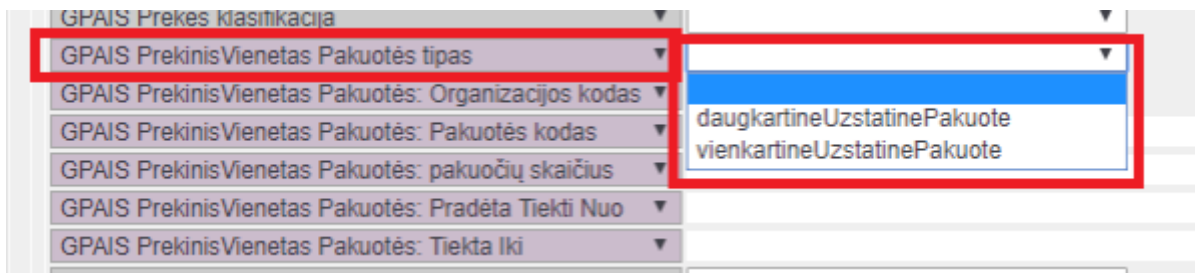 GPAIS Prekės klasifikacija
GPAIS PrekinisVienetas Pakuotės tipas
GPAIS PrekinisVienetas Pakuotės: Organizacijos kodas
daugkartineUzstatinePakuote
GPAIS PrekinisVienetas Pakuotės: Pakuotės kodas
vienkartineUzstatinePakuote
GPAIS PrekinisVienetas Pakuotės: pakuočių skaičius
GPAIS PrekinisVienetas Pakuotės: Pradėta Tiekti Nuo
GPAIS PrekinisVienetas Pakuotės: Tiekta Iki